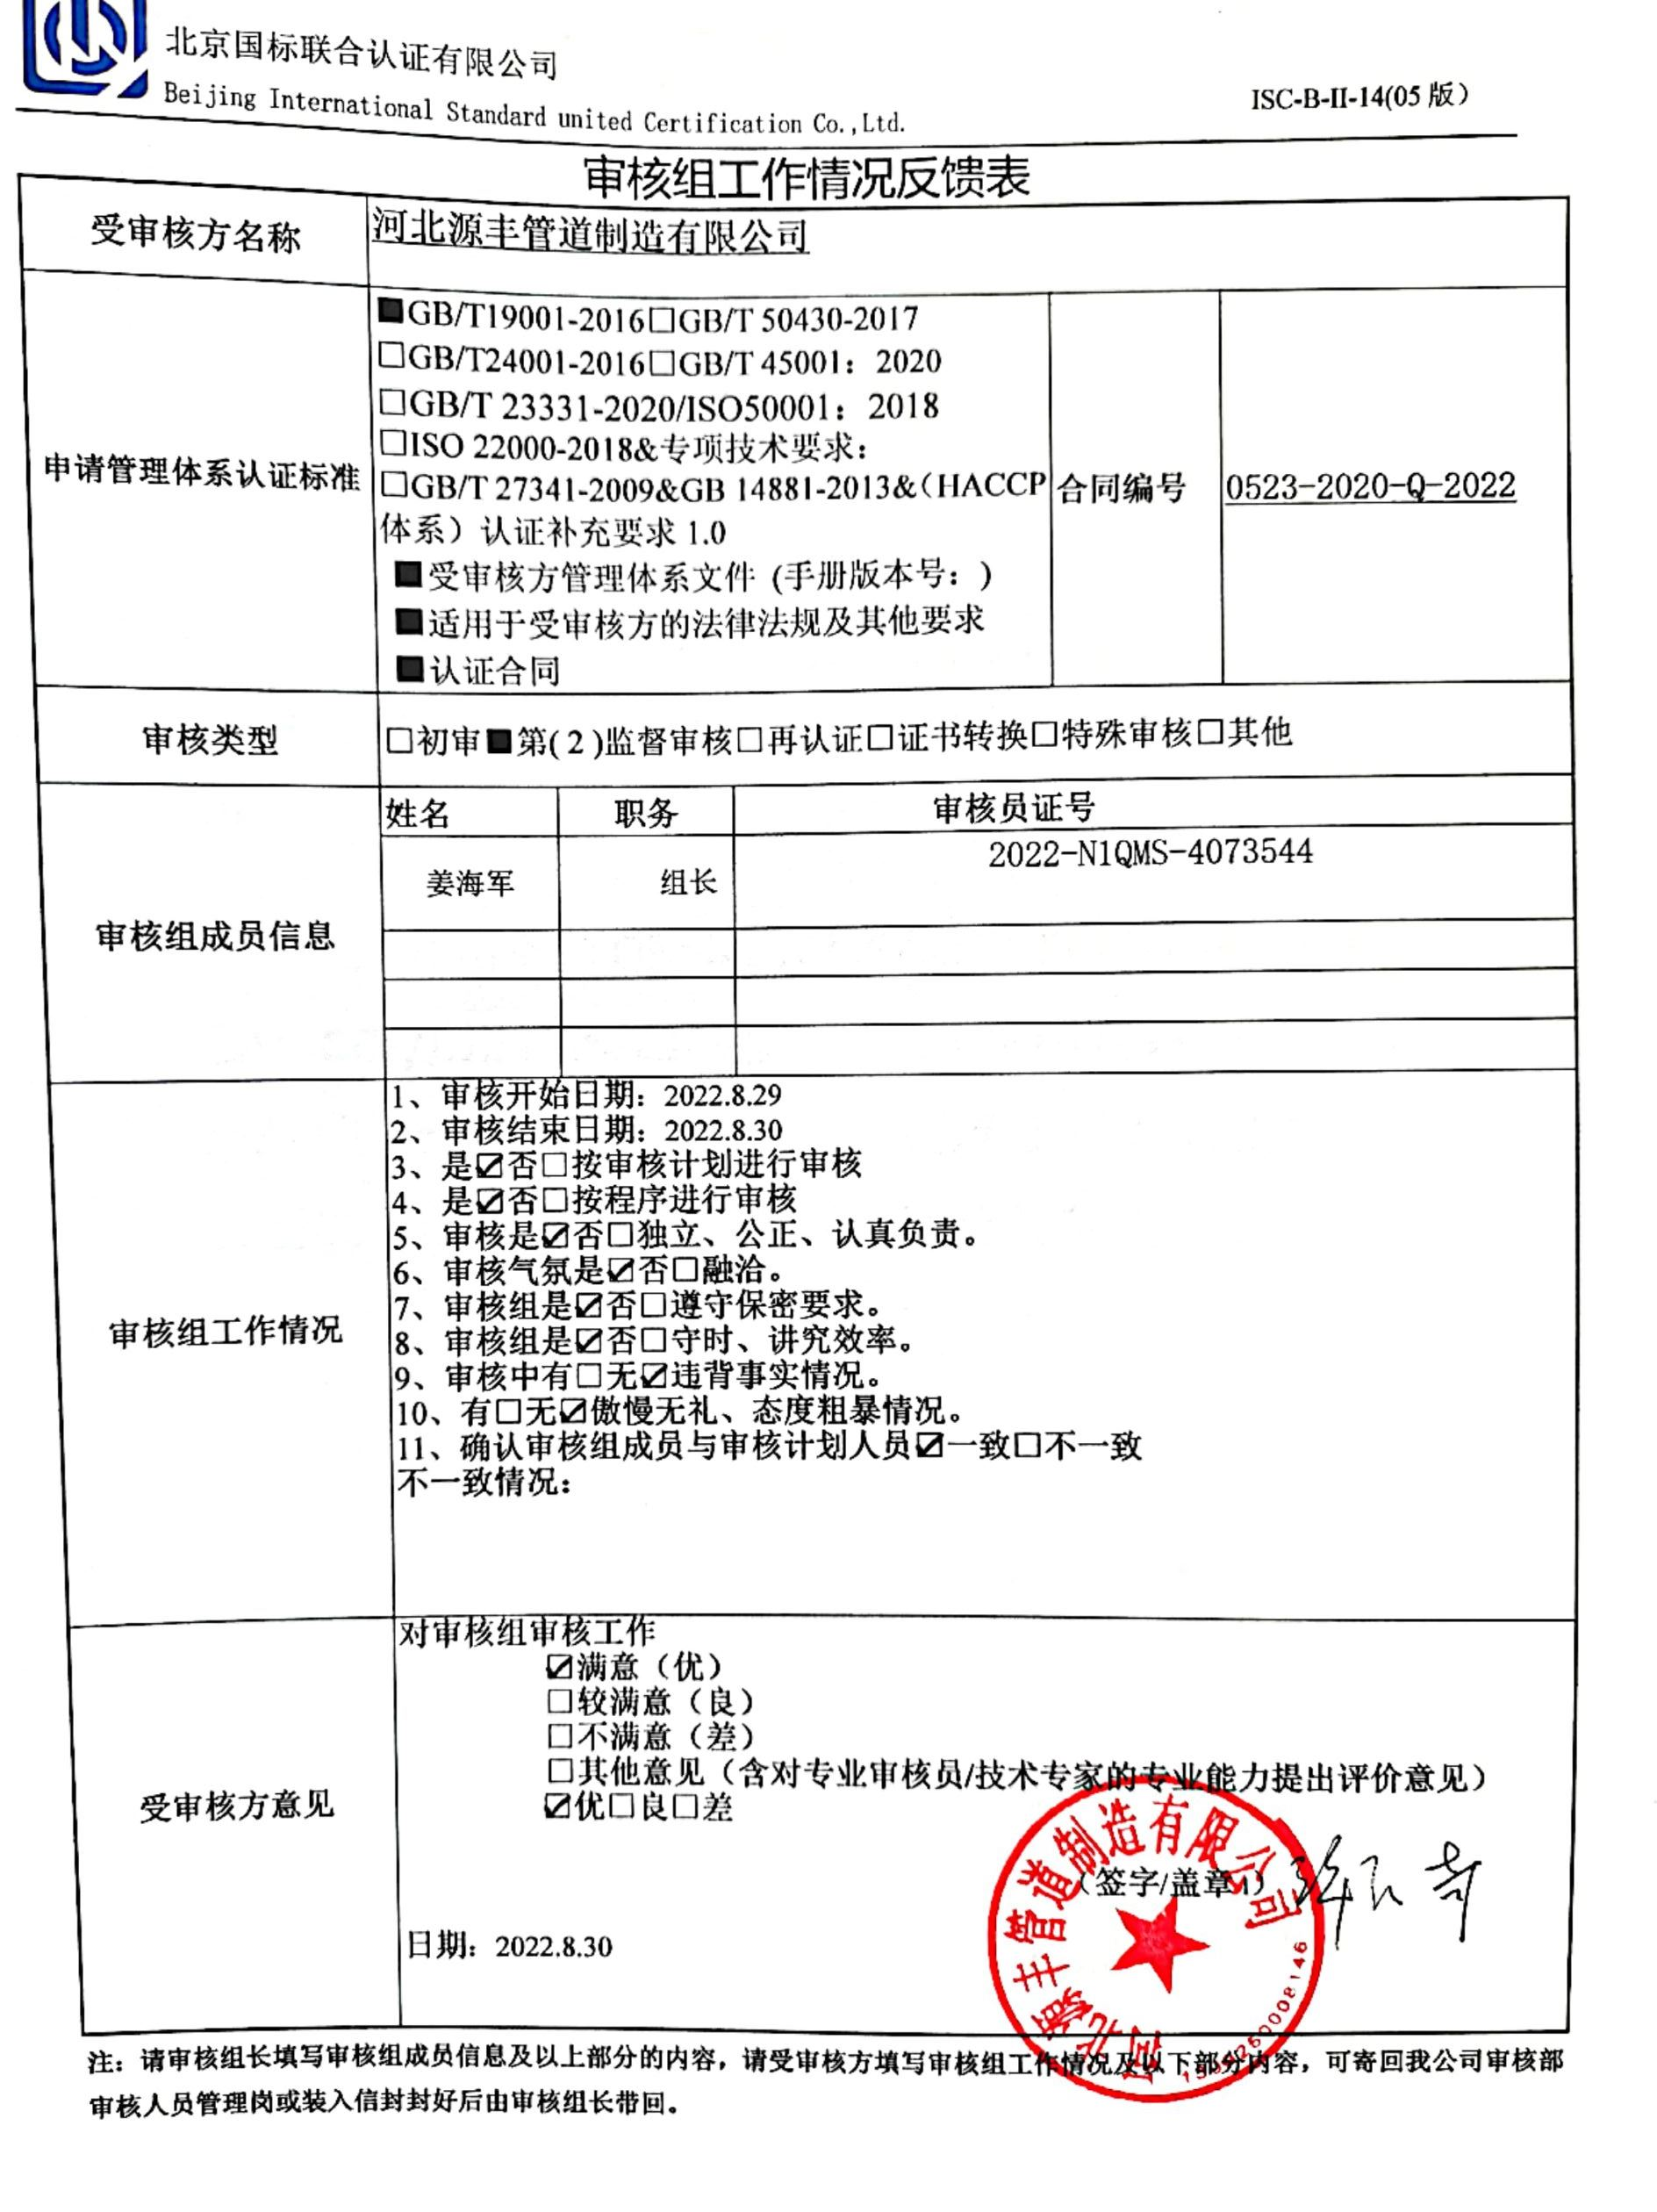 北京国标联合认证有限公司
Beijing International Standard united Certification Co.,Ltd.
ISC-B-II-14(05 版)
审核组工作情况反馈表
受审核方名称
河北源丰管道制造有限公司
申请管理体系认证标准
■GB/T19001-2016□GB/T 50430-2017
□GB/T24001-2016□GB/T 45001：2020
□GB/T 23331-2020/ISO50001：2018
□ISO 22000-2018&专项技术要求：
□GB/T 27341-2009&GB 14881-2013&（HACCP
体系）认证补充要求 1.0
■受审核方管理体系文件 (手册版本号：)
■适用于受审核方的法律法规及其他要求
■认证合同
合同编号
0523-2020-Q-2022
审核类型
□初审■第( 2 )监督审核□再认证□证书转换□特殊审核□其他
审核组成员信息
姓名 职务 审核员证号
姜海军 组长 2022-N1QMS-4073544
审核组工作情况
1、审核开始日期：2022.8.29
2、审核结束日期：2022.8.30
3、是☑否□按审核计划进行审核
4、是☑否□按程序进行审核
5、审核是☑否□独立、公正、认真负责。
6、审核气氛是☑否□融洽。
7、审核组是☑否□遵守保密要求。
8、审核组是☑否□守时、讲究效率。
9、审核中有□无☑违背事实情况。
10、有□无☑傲慢无礼、态度粗暴情况。
11、确认审核组成员与审核计划人员☑一致□不一致
不一致情况：
受审核方意见
对审核组审核工作
☑满意（优）
□较满意（良）
□不满意（差）
□其他意见（含对专业审核员/技术专家的专业能力提出评价意见）
☑优□良□差
（签字/盖章）
日期：2022.8.30
河北源丰管道制造有限公司
注：请审核组长填写审核组成员信息及以上部分的内容，请受审核方填写审核组工作情况及以下部分内容，可寄回我公司审核部
审核人员管理岗或装入信封封好后由审核组长带回。